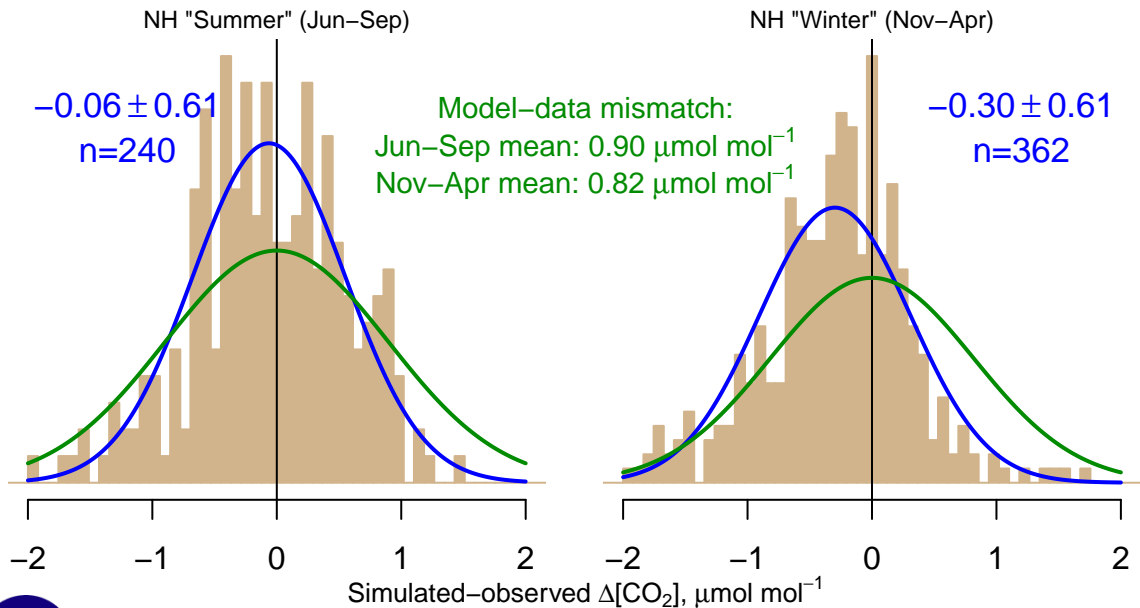 NH "Summer" (Jun−Sep)
NH "Winter" (Nov−Apr)
−0.06 ± 0.61
n=240
Model−data mismatch:
Jun−Sep mean: 0.90 μmol mol⁻¹
Nov−Apr mean: 0.82 μmol mol⁻¹
−0.30 ± 0.61
n=362
−2 −1 0 1 2
−2 −1 0 1 2
Simulated−observed Δ[CO₂], μmol mol⁻¹